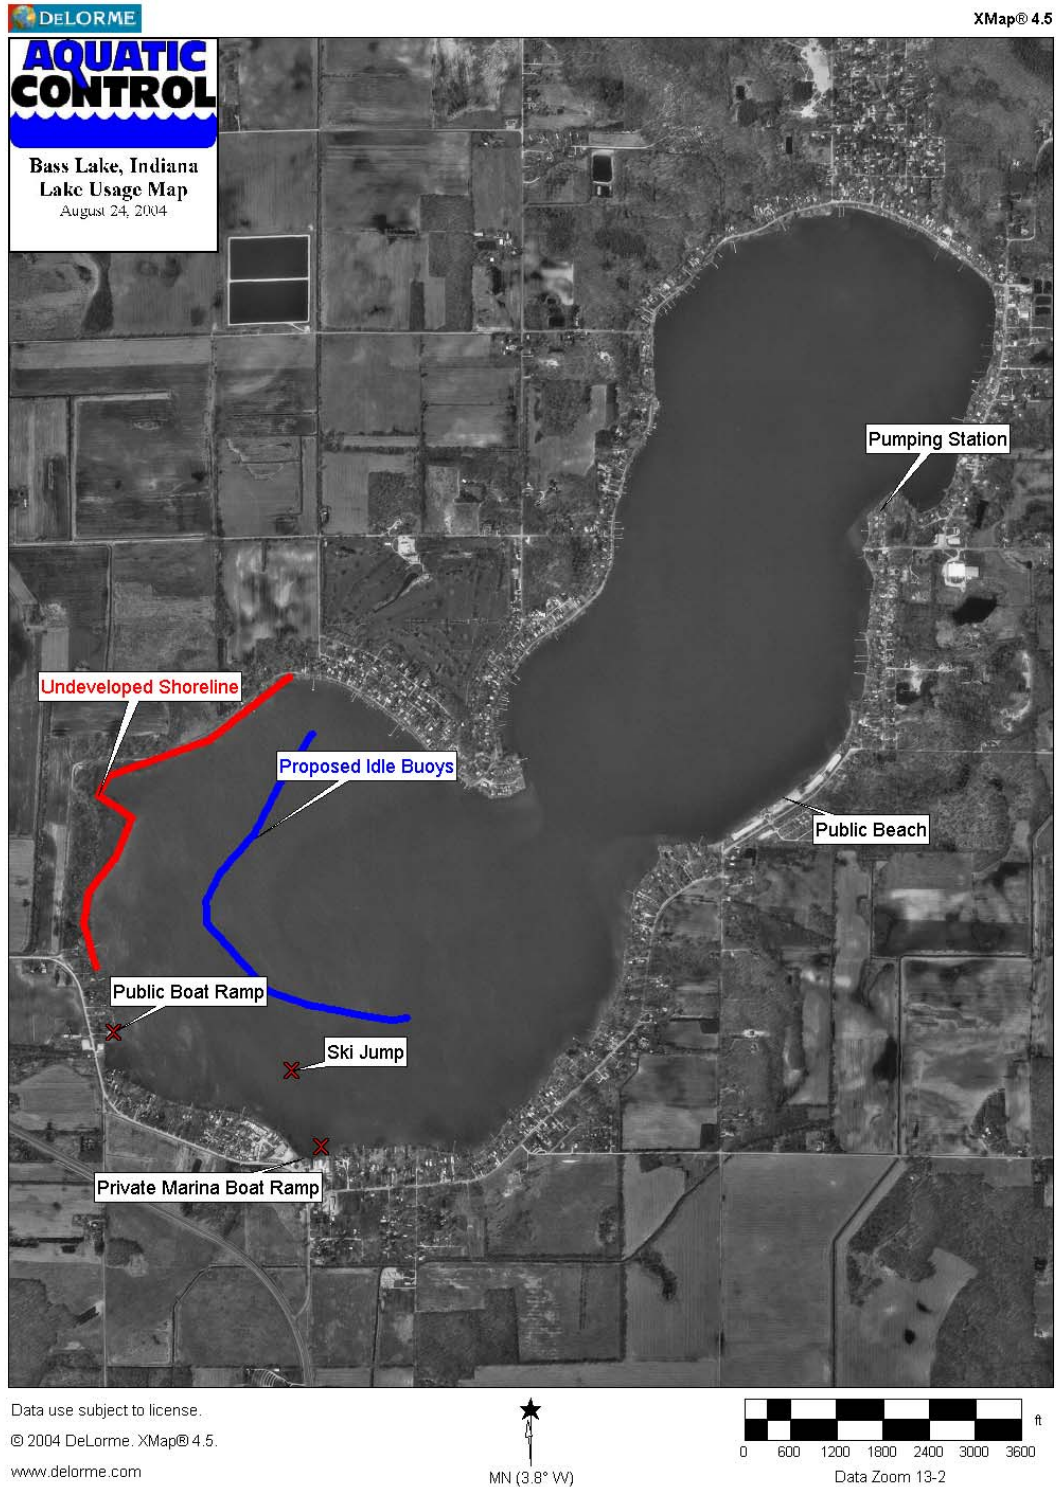 DELORME
XMap® 4.5
AQUATIC
CONTROL
Bass Lake, Indiana
Lake Usage Map
August 24, 2004
Pumping Station
Undeveloped Shoreline
Proposed Idle Buoys
Public Beach
Public Boat Ramp
Ski Jump
Private Marina Boat Ramp
Data use subject to license.
© 2004 DeLorme. XMap® 4.5.
www.delorme.com
MN (3.8° W)
ft
0 600 1200 1800 2400 3000 3600
Data Zoom 13-2